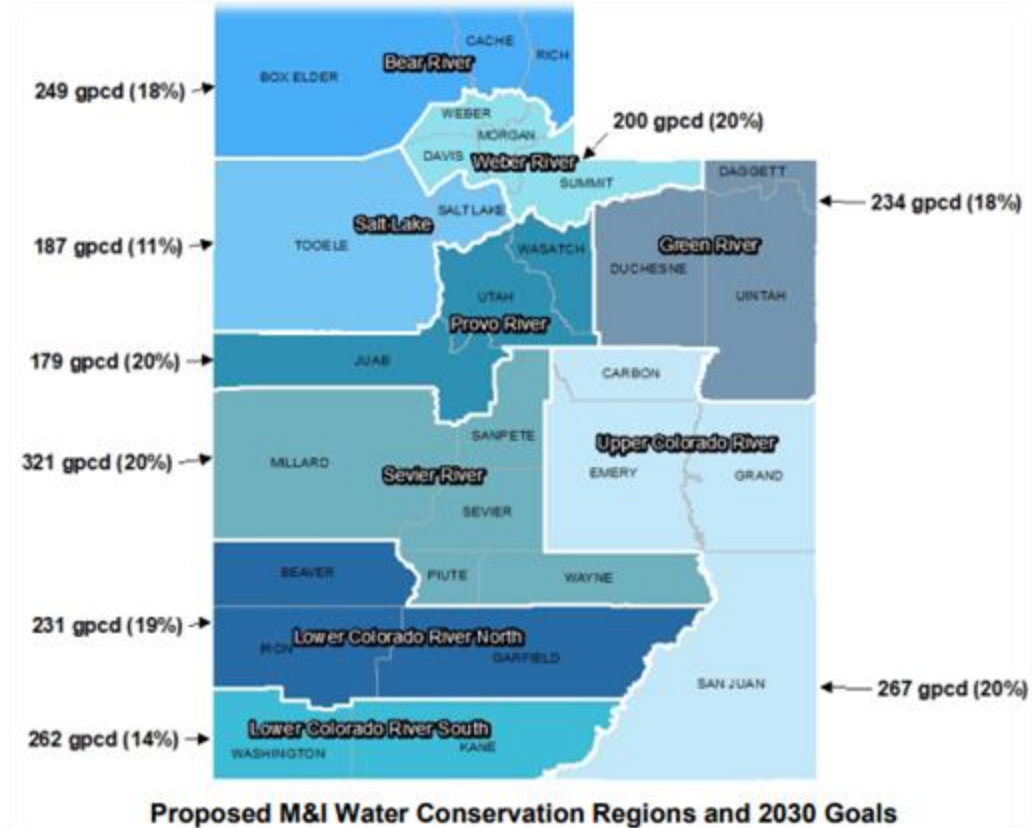 CACHE
RICH
Bear River
BOX ELDER
249 gpcd (18%)
WEBER
200 gpcd (20%)
MORGAN
DAVIS
Weber River
DAGGETT
SUMMIT
234 gpcd (18%)
SALT LAKE
Salt Lake
187 gpcd (11%)
TOOELE
WASATCH
Green River
DUCHESNE
UINTAH
UTAH
Provo River
179 gpcd (20%)
JUAB
CARBON
SANPETE
Upper Colorado River
321 gpcd (20%)
MILLARD
Sevier River
EMERY
GRAND
SEVIER
BEAVER
PIUTE
WAYNE
231 gpcd (19%)
Lower Colorado River North
IRON
GARFIELD
SAN JUAN
267 gpcd (20%)
Lower Colorado River South
262 gpcd (14%)
WASHINGTON
KANE
Proposed M&I Water Conservation Regions and 2030 Goals